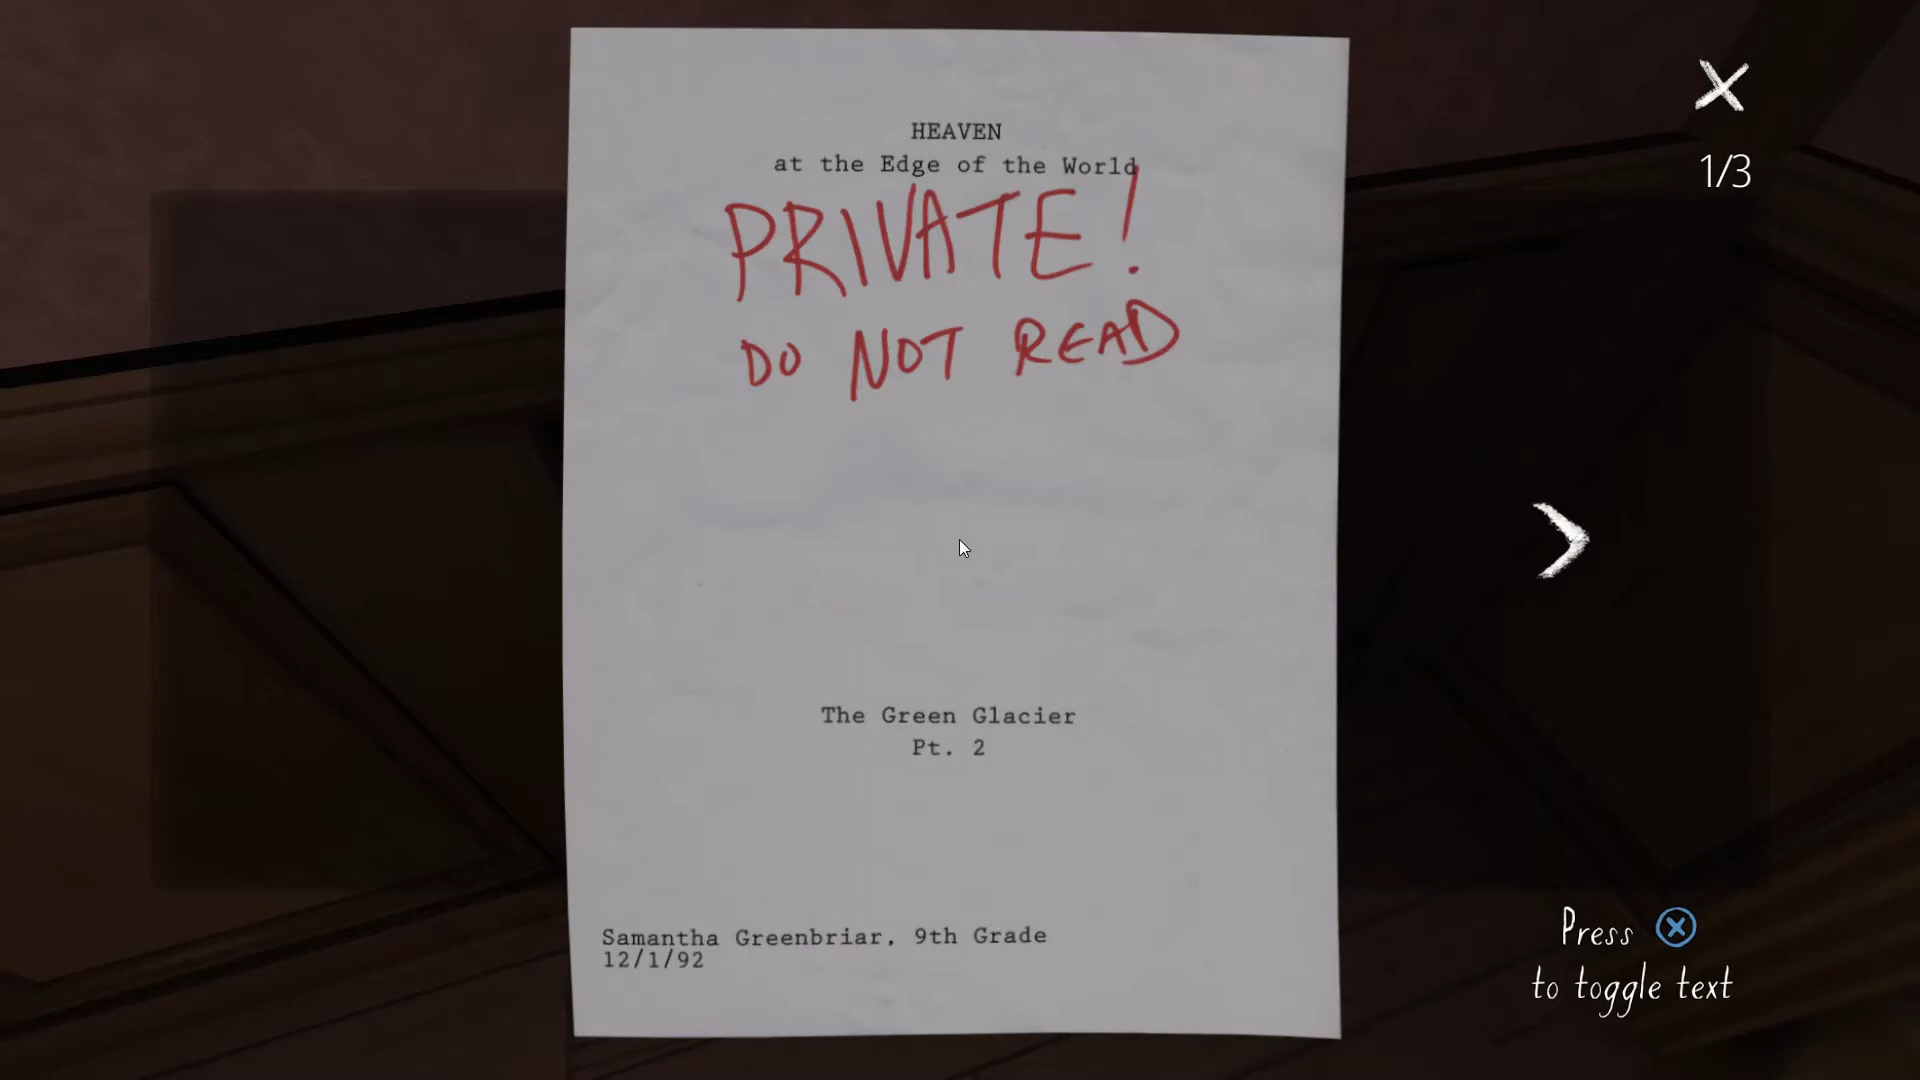 HEAVEN
at the Edge of the World
PRIVATE!
DO NOT READ
The Green Glacier
Pt. 2
Samantha Greenbriar, 9th Grade
12/1/92
1/3
Press
to toggle text